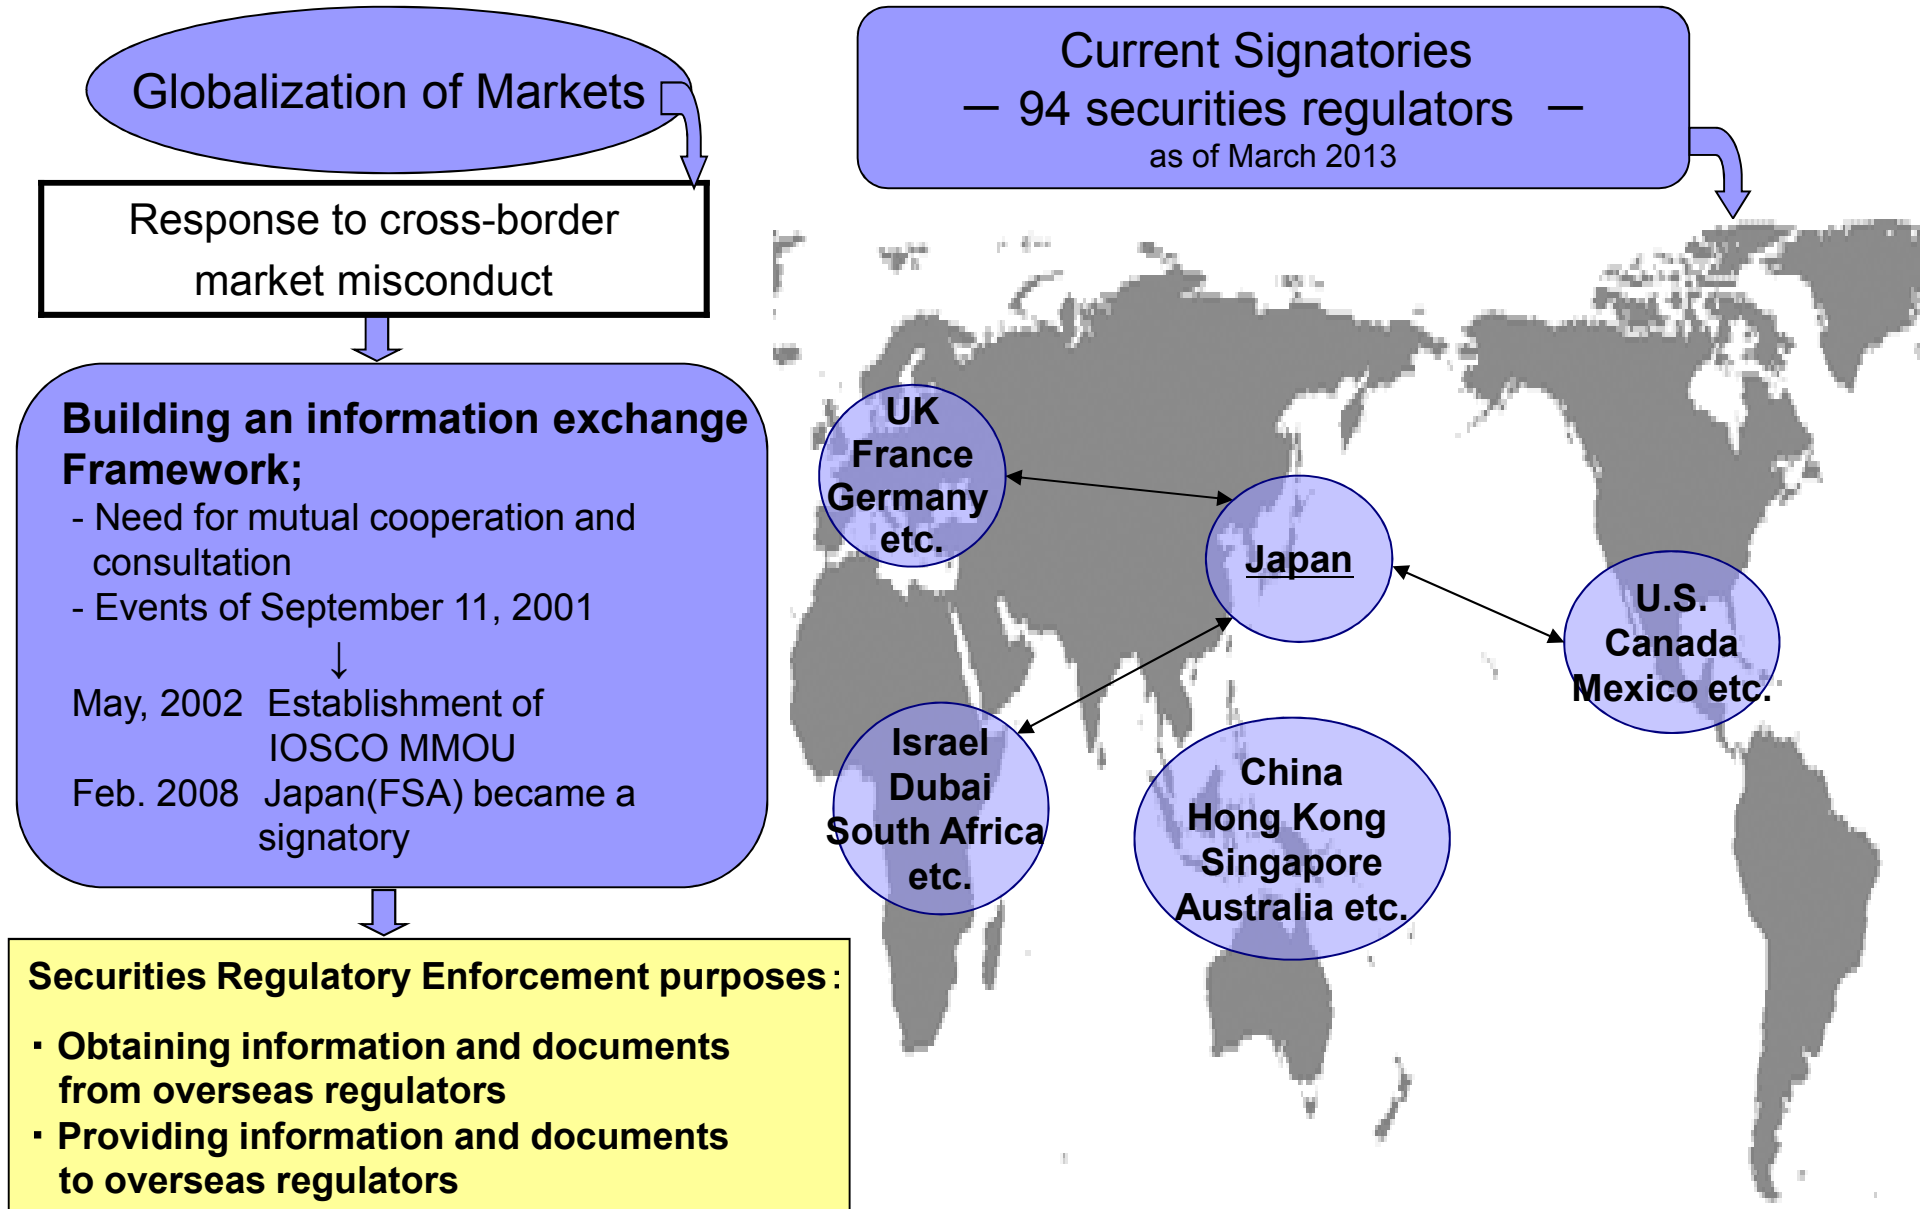 Globalization of Markets
Response to cross-border
market misconduct
Building an information exchange
Framework;
- Need for mutual cooperation and
consultation
- Events of September 11, 2001
↓
May, 2002 Establishment of
IOSCO MMOU
Feb. 2008 Japan(FSA) became a
signatory
Securities Regulatory Enforcement purposes:
・Obtaining information and documents
from overseas regulators
・Providing information and documents
to overseas regulators
Current Signatories
― 94 securities regulators ―
as of March 2013
UK
France
Germany
etc.
Japan
U.S.
Canada
Mexico etc.
Israel
Dubai
South Africa
etc.
China
Hong Kong
Singapore
Australia etc.